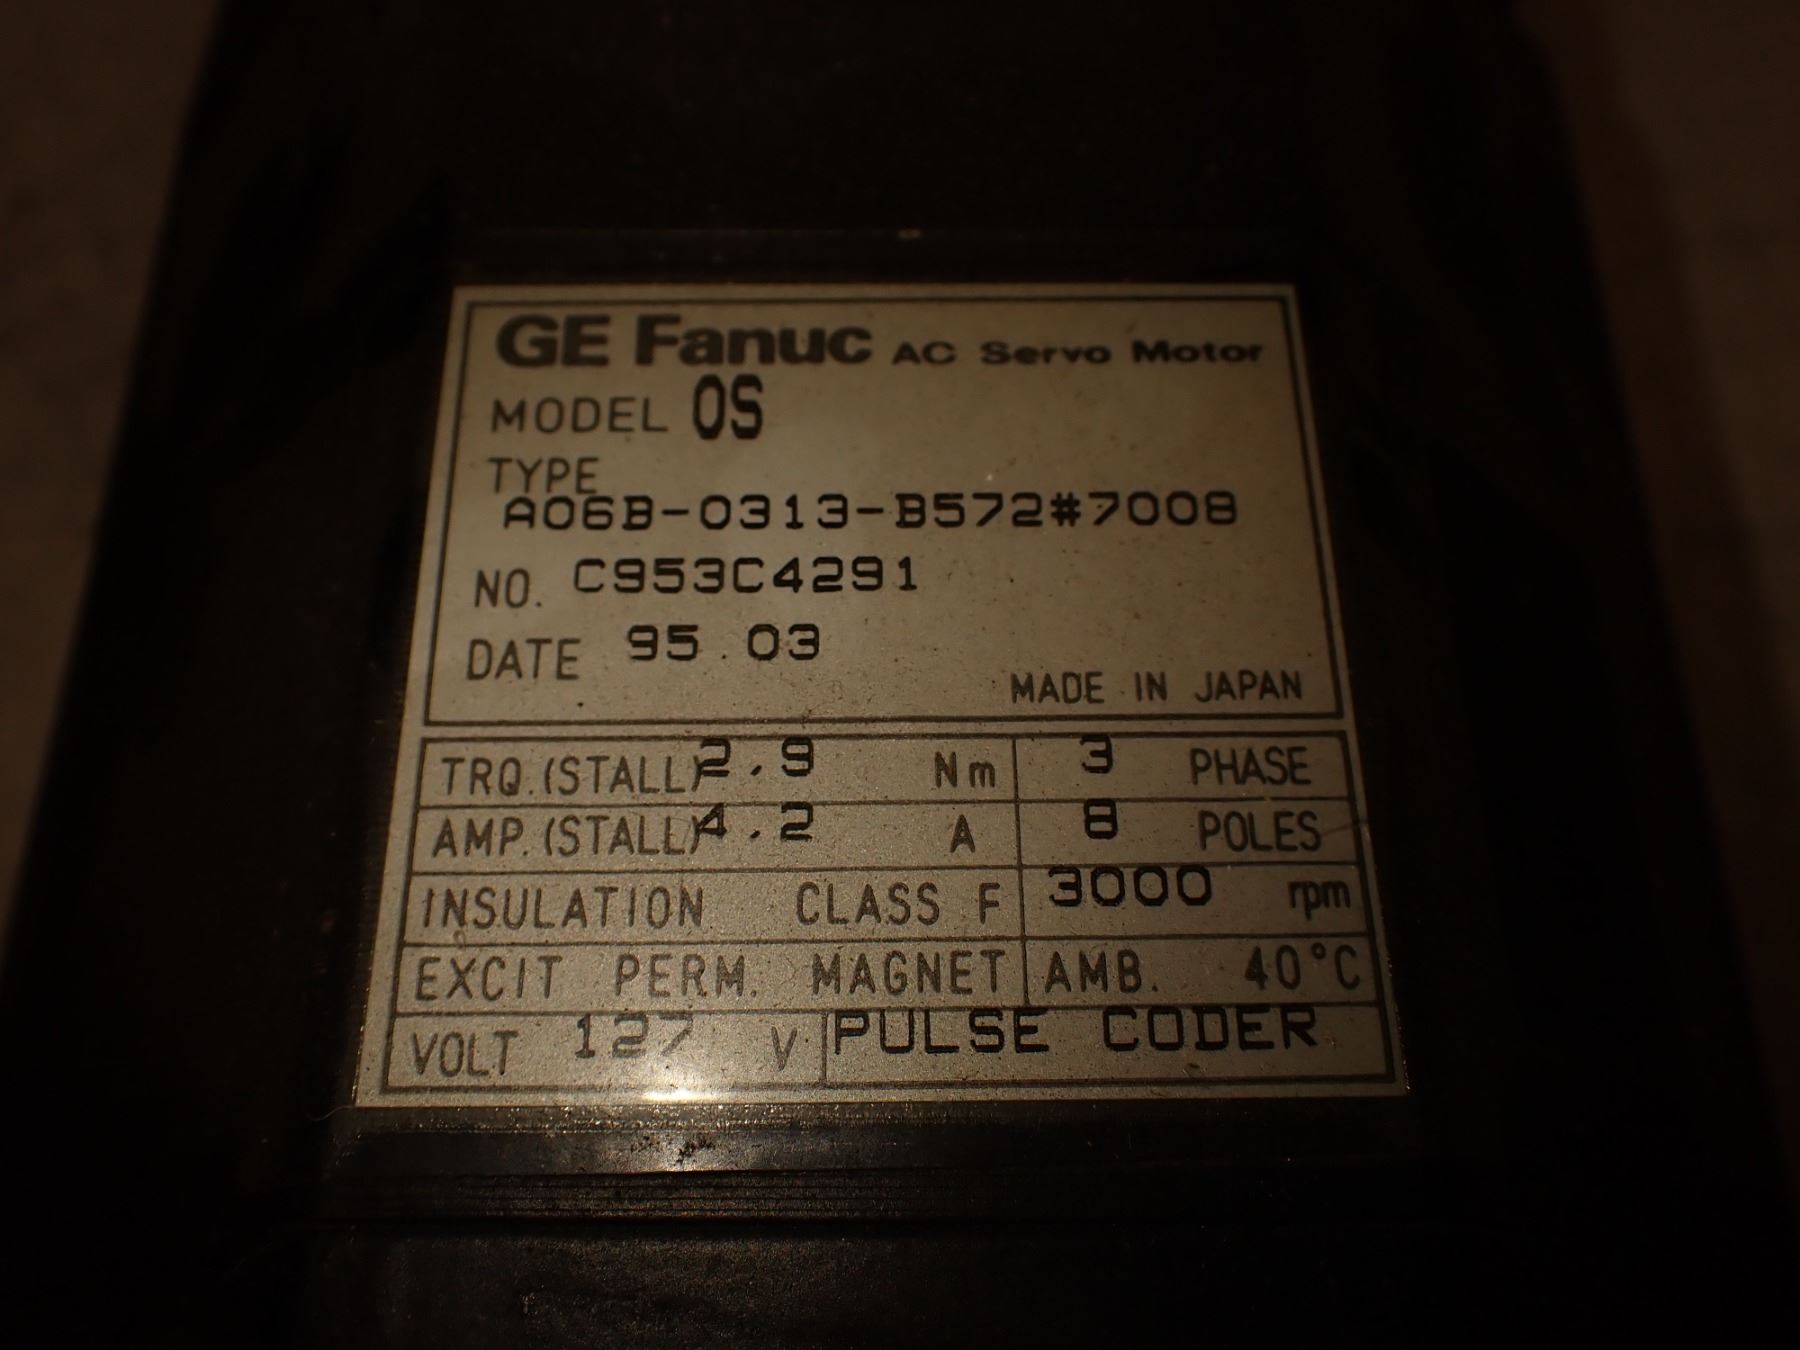 GE Fanuc AC Servo Motor
MODEL 0S
TYPE
A06B-0313-B572#7008
NO. C953C4291
DATE 95.03
MADE IN JAPAN
TRQ.(STALL) 2.9 Nm 3 PHASE
AMP.(STALL) 4.2 A 8 POLES
INSULATION CLASS F 3000 rpm
EXCIT PERM. MAGNET AMB. 40°C
VOLT 127 V PULSE CODER